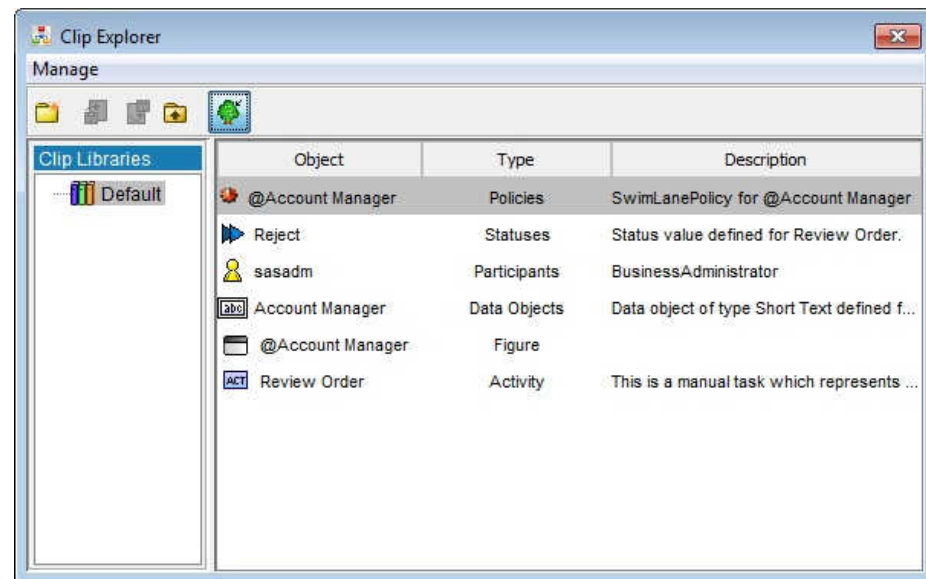 Clip Explorer
Manage
Clip Libraries Object Type Description
Default @Account Manager Policies SwimLanePolicy for @Account Manager
Reject Statuses Status value defined for Review Order.
sasadm Participants BusinessAdministrator
abc Account Manager Data Objects Data object of type Short Text defined f...
@Account Manager Figure
ACT Review Order Activity This is a manual task which represents ...